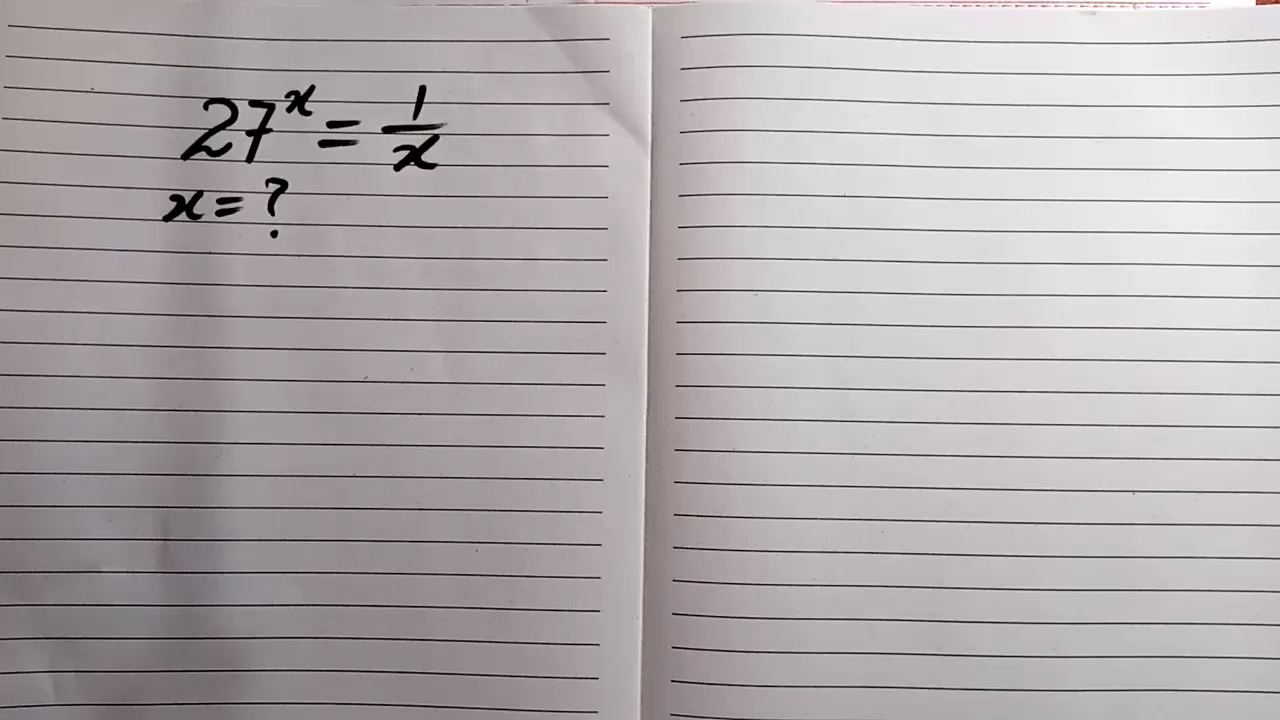 27^x = 1/x
x = ?